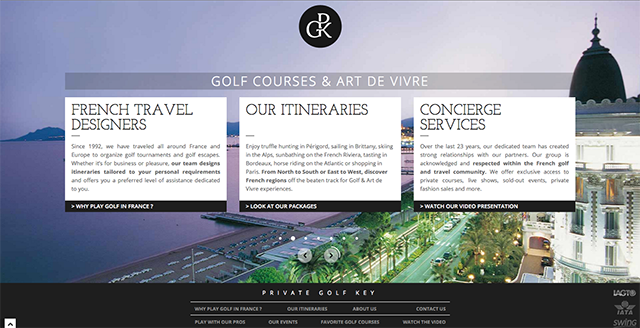 PGK
GOLF COURSES & ART DE VIVRE
FRENCH TRAVEL
DESIGNERS
Since 1992, we have traveled all around France and
Europe to organize golf tournaments and golf escapes.
Whether it's for business or pleasure, our team designs
itineraries tailored to your personal requirements
and offers you a preferred level of assistance dedicated
to you.
> WHY PLAY GOLF IN FRANCE ?
OUR ITINERARIES
Enjoy truffle hunting in Périgord, sailing in Brittany, skiing
in the Alps, sunbathing on the French Riviera, tasting in
Bordeaux, horse riding on the Atlantic or shopping in
Paris. From North to South or East to West, discover
French regions off the beaten track for Golf & Art de
Vivre experiences.
> LOOK AT OUR PACKAGES
CONCIERGE
SERVICES
Over the last 23 years, our dedicated team has created
strong relationships with our partners. Our group is
acknowledged and respected within the French golf
and travel community. We offer exclusive access to
private courses, live shows, sold-out events, private
fashion sales and more.
> WATCH OUR VIDEO PRESENTATION
PRIVATE GOLF KEY
WHY PLAY GOLF IN FRANCE ? OUR ITINERARIES ABOUT US CONTACT US
PLAY WITH OUR PROS OUR EVENTS FAVORITE GOLF COURSES WATCH THE VIDEO
IAGTO
IATA
swing